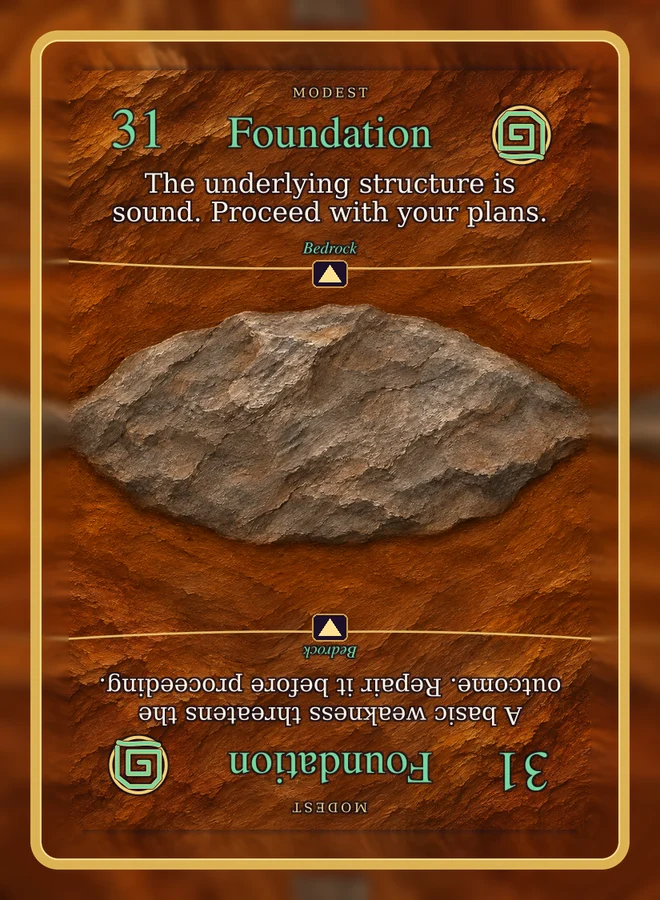 MODEST
31 Foundation
The underlying structure is
sound. Proceed with your plans.
Bedrock
MODEST
31 Foundation
A basic weakness threatens the
outcome. Repair it before proceeding.
Bedrock